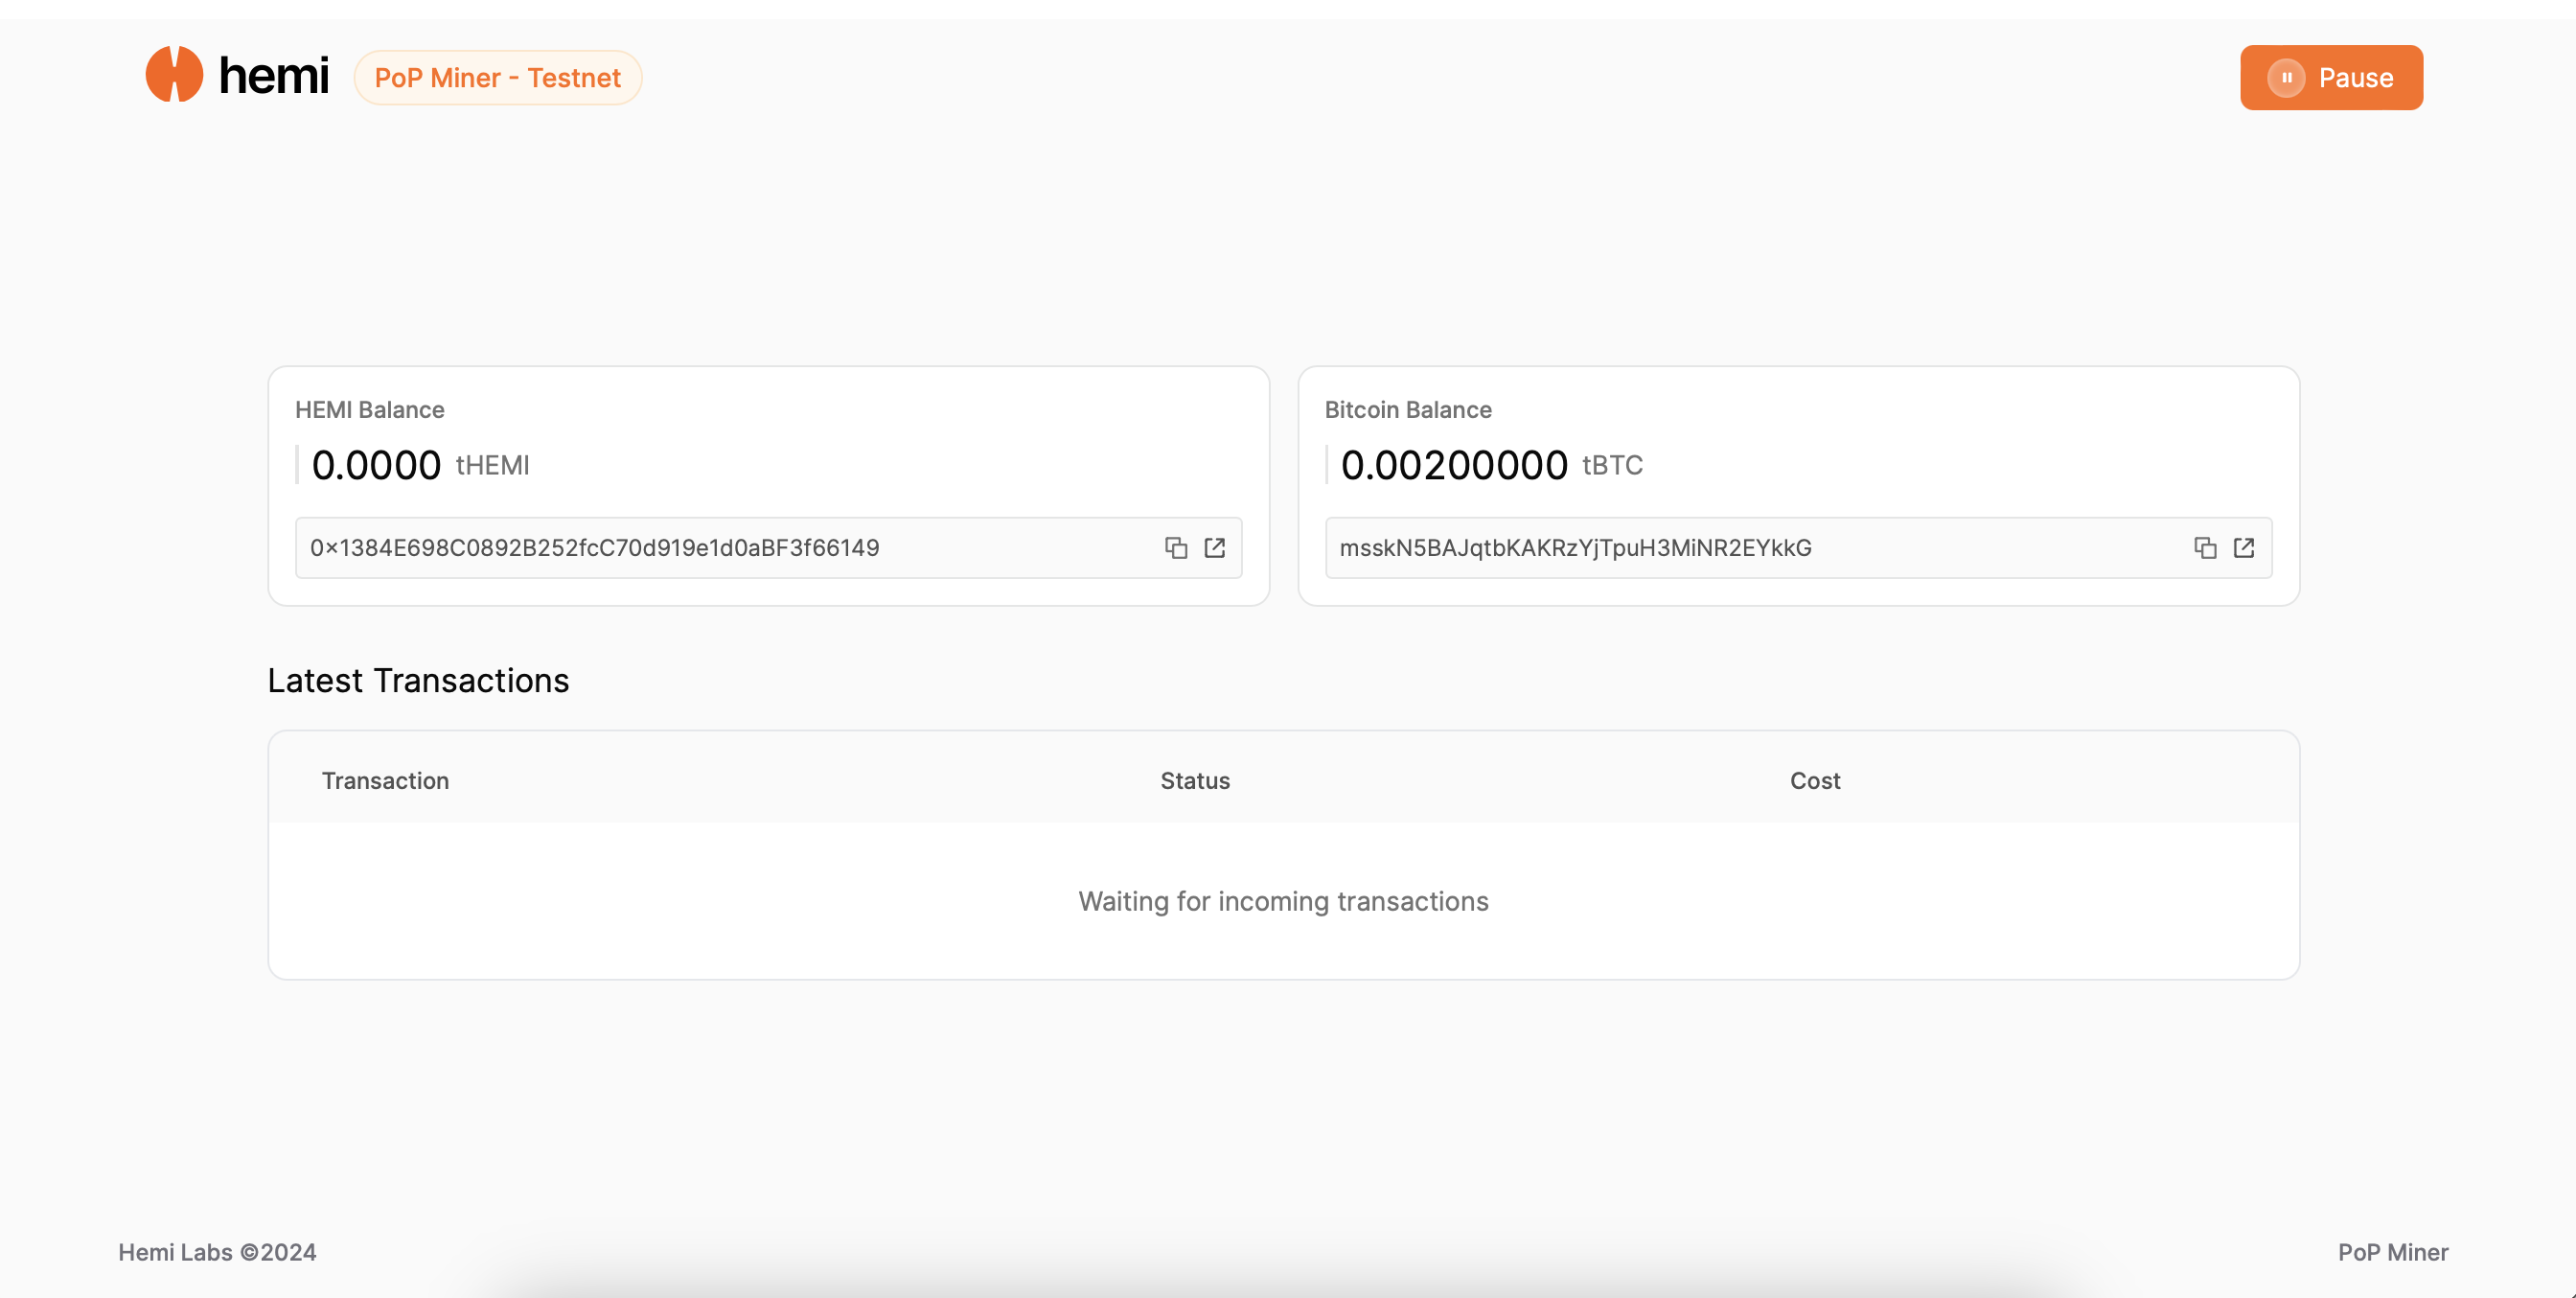 hemi PoP Miner - Testnet Pause
HEMI Balance
0.0000 tHEMI
0x1384E698C0892B252fcC70d919e1d0aBF3f66149
Bitcoin Balance
0.00200000 tBTC
msskN5BAJqtbKAKRzYjTpuH3MiNR2EYkkG
Latest Transactions
Transaction Status Cost
Waiting for incoming transactions
Hemi Labs ©2024 PoP Miner